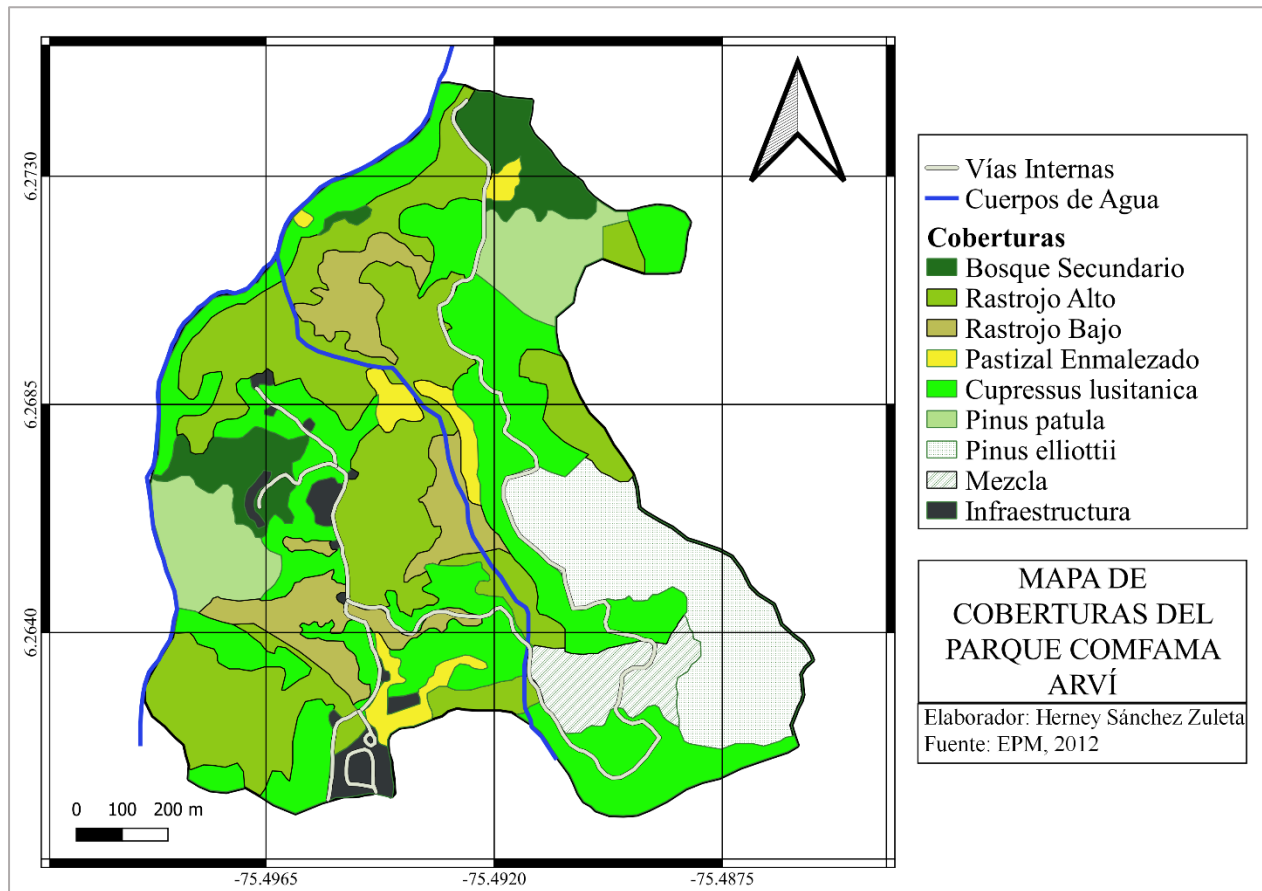 6.2730
6.2685
6.2640
-75.4965
-75.4920
-75.4875
0 100 200 m
Vías Internas
Cuerpos de Agua
Coberturas
Bosque Secundario
Rastrojo Alto
Rastrojo Bajo
Pastizal Enmalezado
Cupressus lusitanica
Pinus patula
Pinus elliottii
Mezcla
Infraestructura
MAPA DE
COBERTURAS DEL
PARQUE COMFAMA
ARVÍ
Elaborador: Herney Sánchez Zuleta
Fuente: EPM, 2012